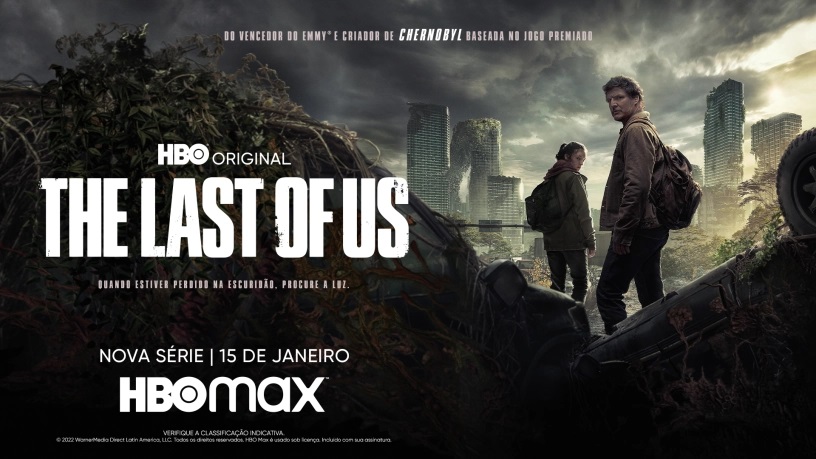 DO VENCEDOR DO EMMY® E CRIADOR DE CHERNOBYL BASEADA NO JOGO PREMIADO
HBO ORIGINAL
THE LAST OF US
QUANDO ESTIVER PERDIDO NA ESCURIDÃO, PROCURE A LUZ.
NOVA SÉRIE | 15 DE JANEIRO
HBOmax™
VERIFIQUE A CLASSIFICAÇÃO INDICATIVA.
© 2022 WarnerMedia Direct Latin America, LLC. Todos os direitos reservados. HBO Max é usado sob licença. Incluído com sua assinatura.